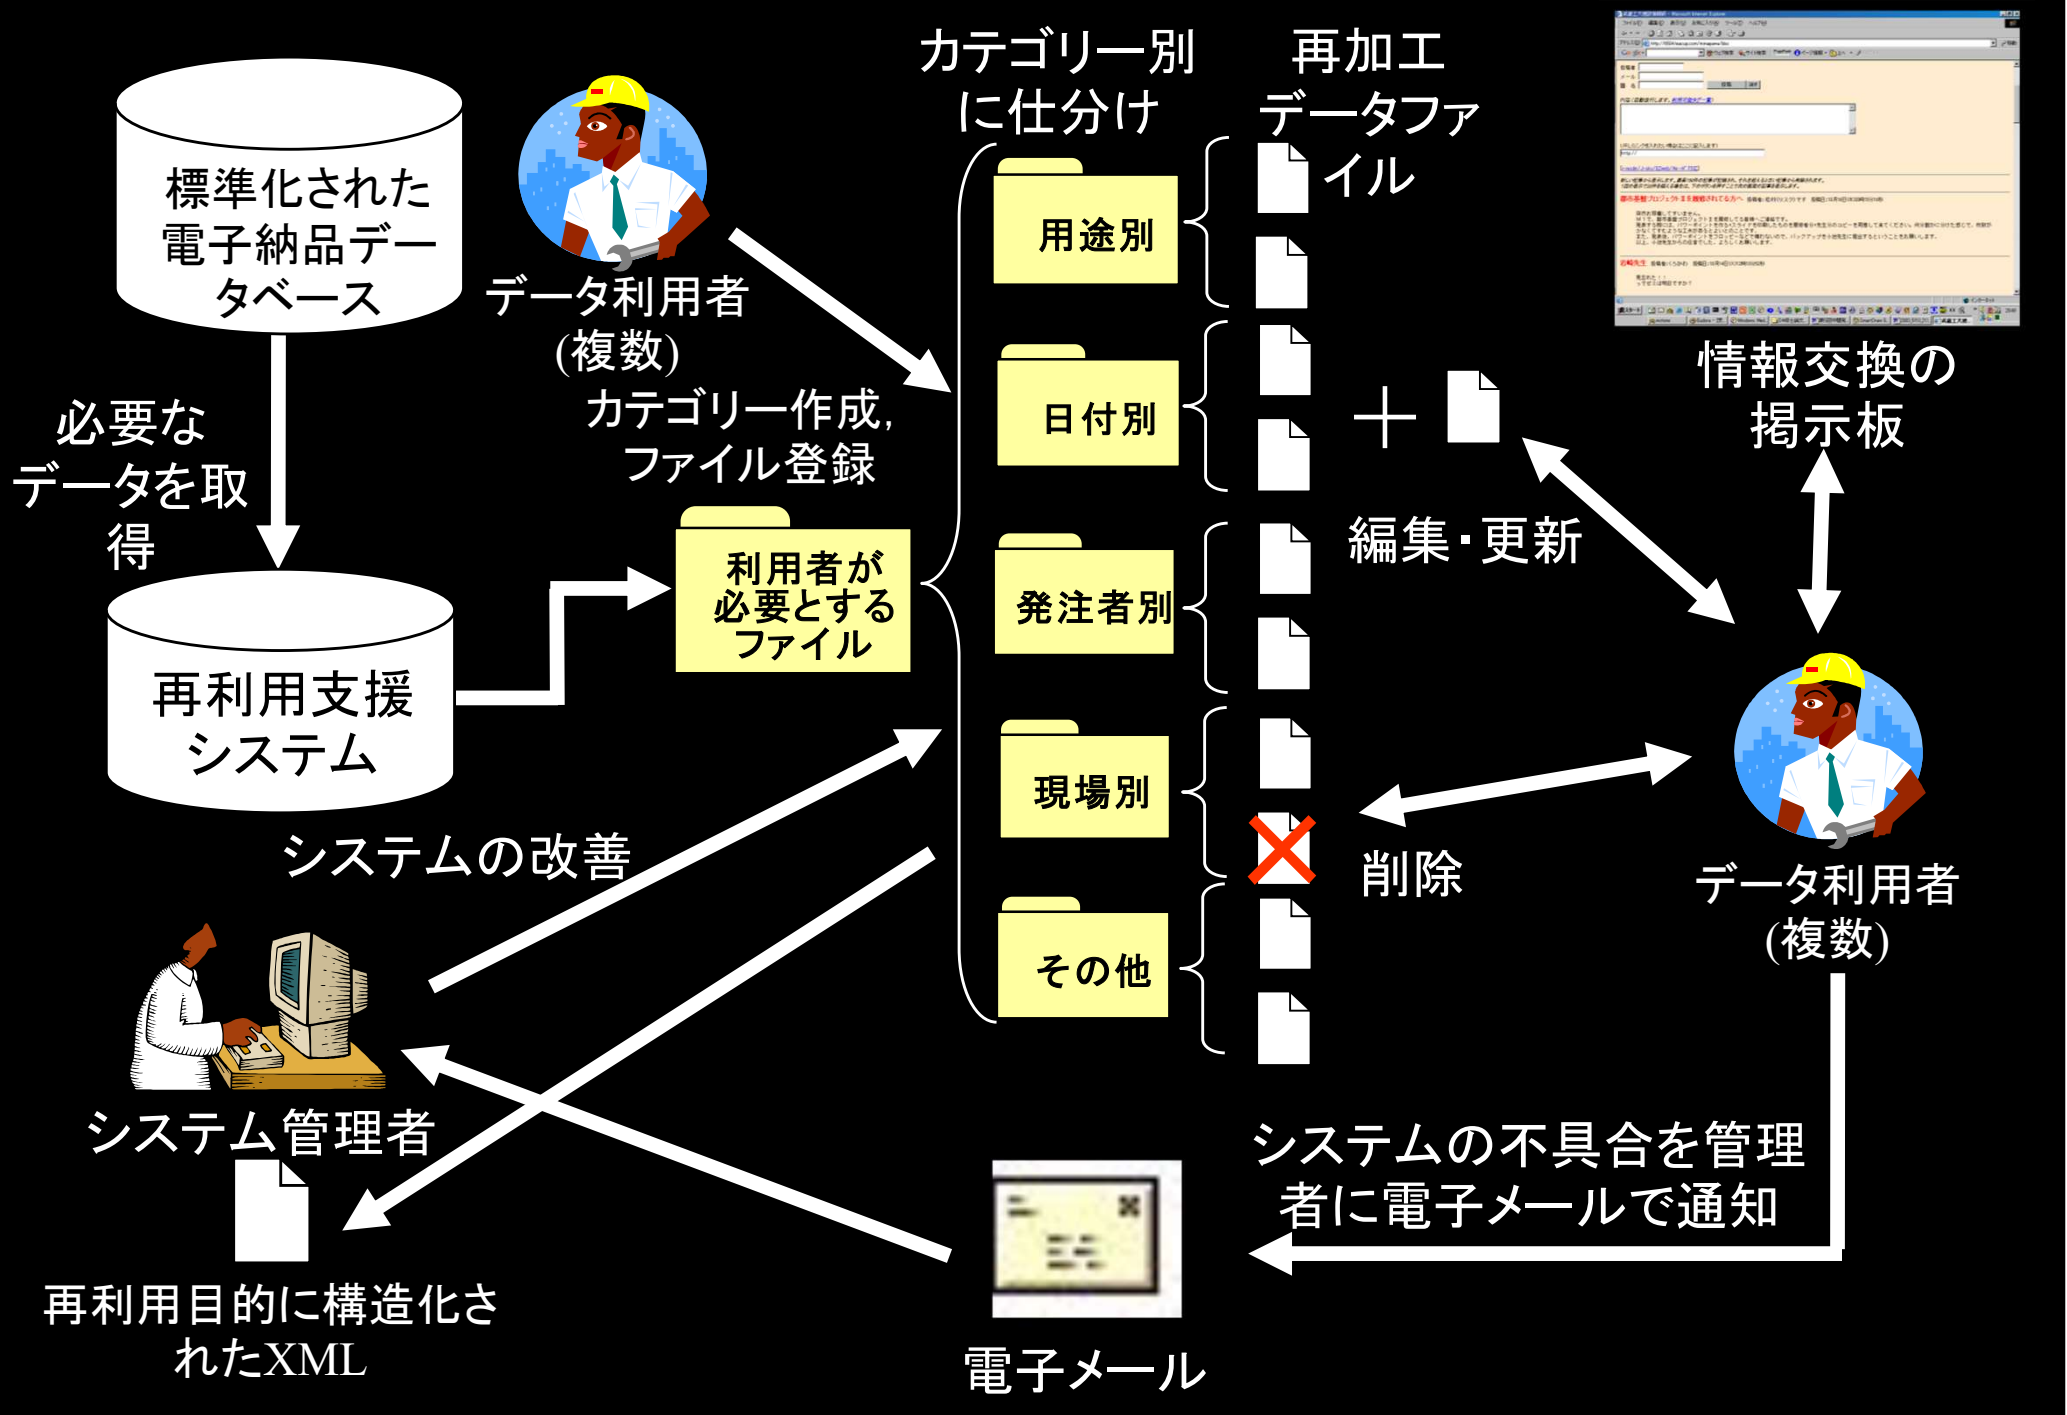 標準化された
電子納品デー
タベース
データ利用者
(複数)
カテゴリー作成,
ファイル登録
必要な
データを取
得
再利用支援
システム
利用者が
必要とする
ファイル
カテゴリー別
に仕分け
用途別
日付別
発注者別
現場別
その他
再加工
データファ
イル
情報交換の
掲示板
編集・更新
削除
データ利用者
(複数)
システムの改善
システム管理者
再利用目的に構造化さ
れたXML
システムの不具合を管理
者に電子メールで通知
電子メール